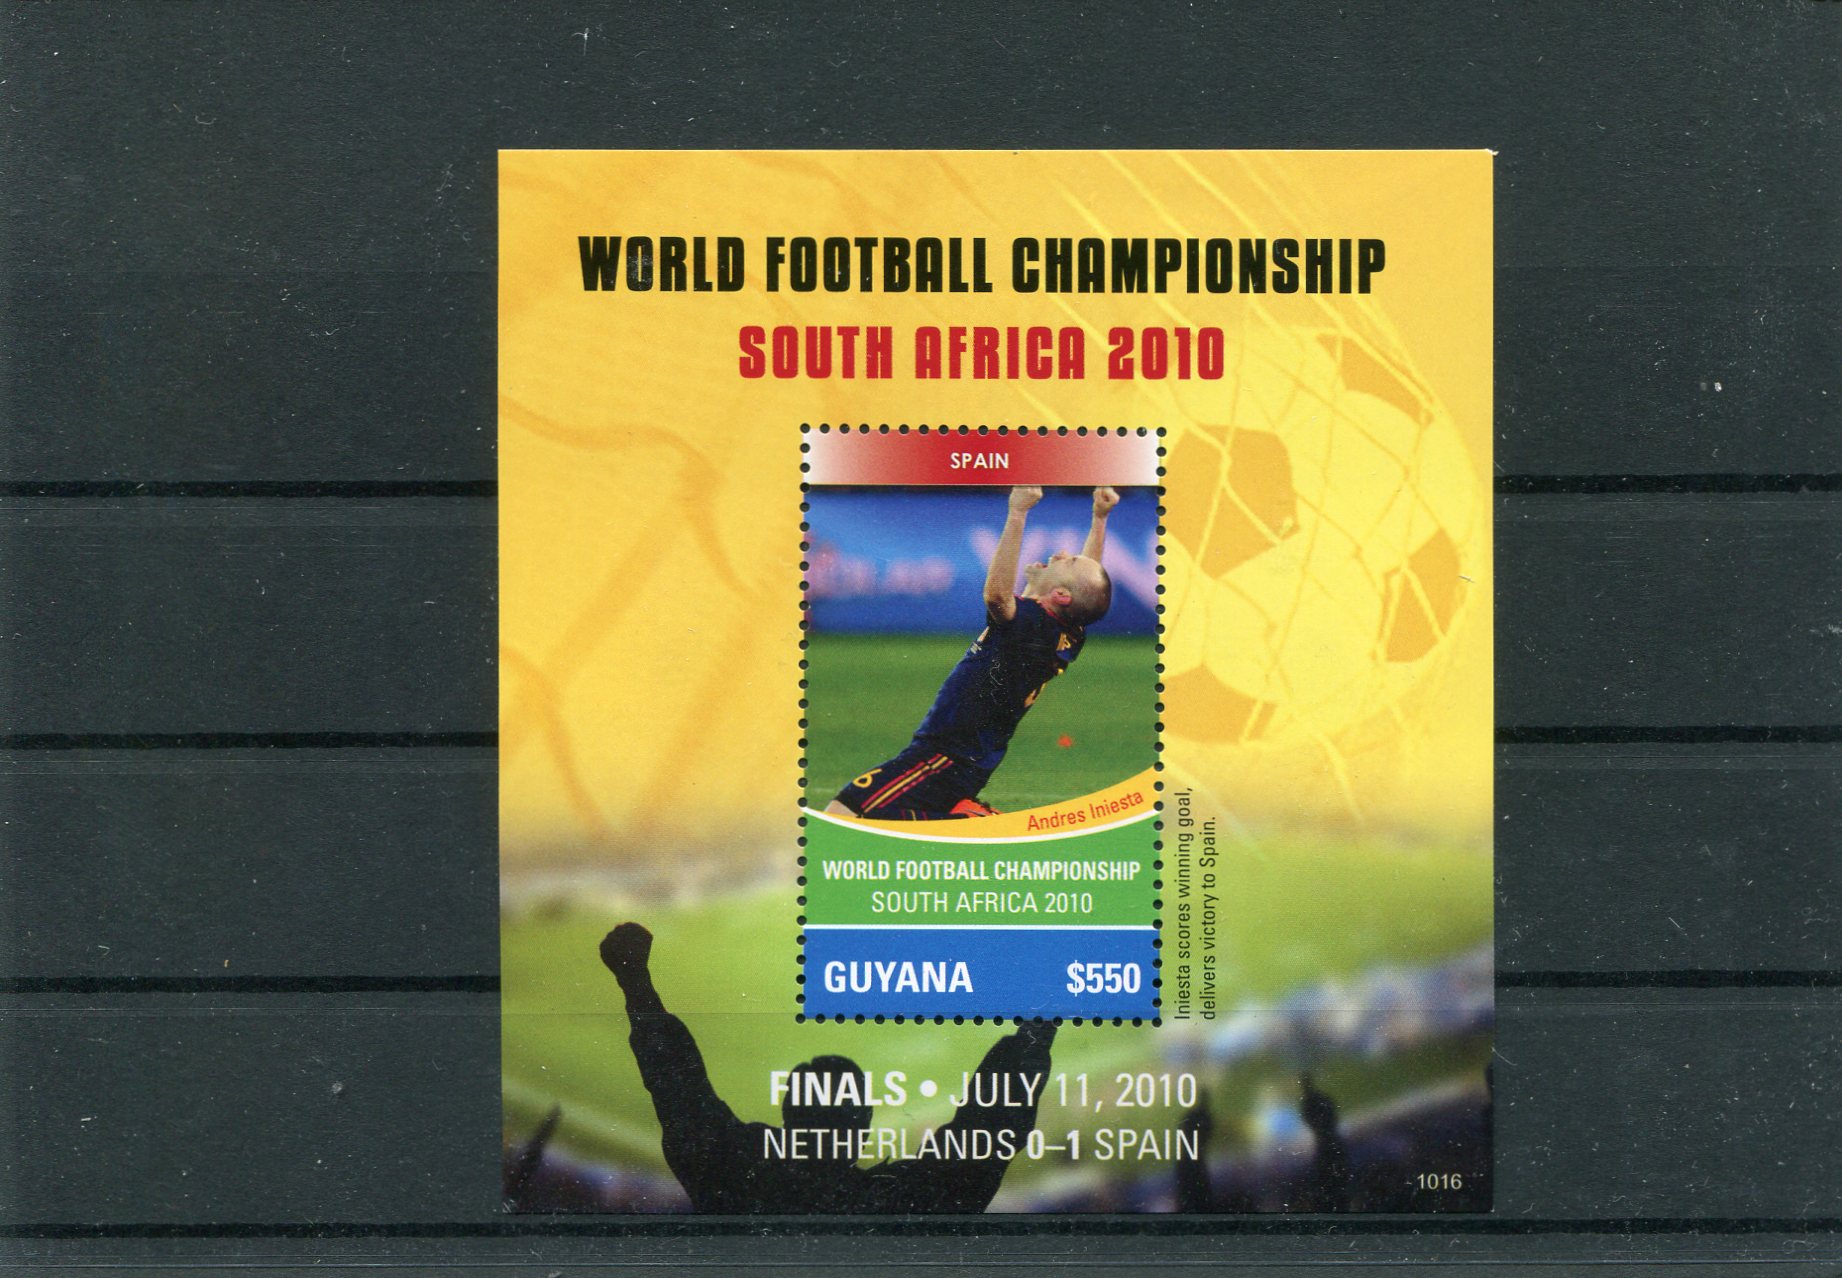 WORLD FOOTBALL CHAMPIONSHIP
SOUTH AFRICA 2010
SPAIN
6
Andres Iniesta
WORLD FOOTBALL CHAMPIONSHIP
SOUTH AFRICA 2010
GUYANA $550
Iniesta scores winning goal,
delivers victory to Spain.
FINALS • JULY 11, 2010
NETHERLANDS 0–1 SPAIN
1016